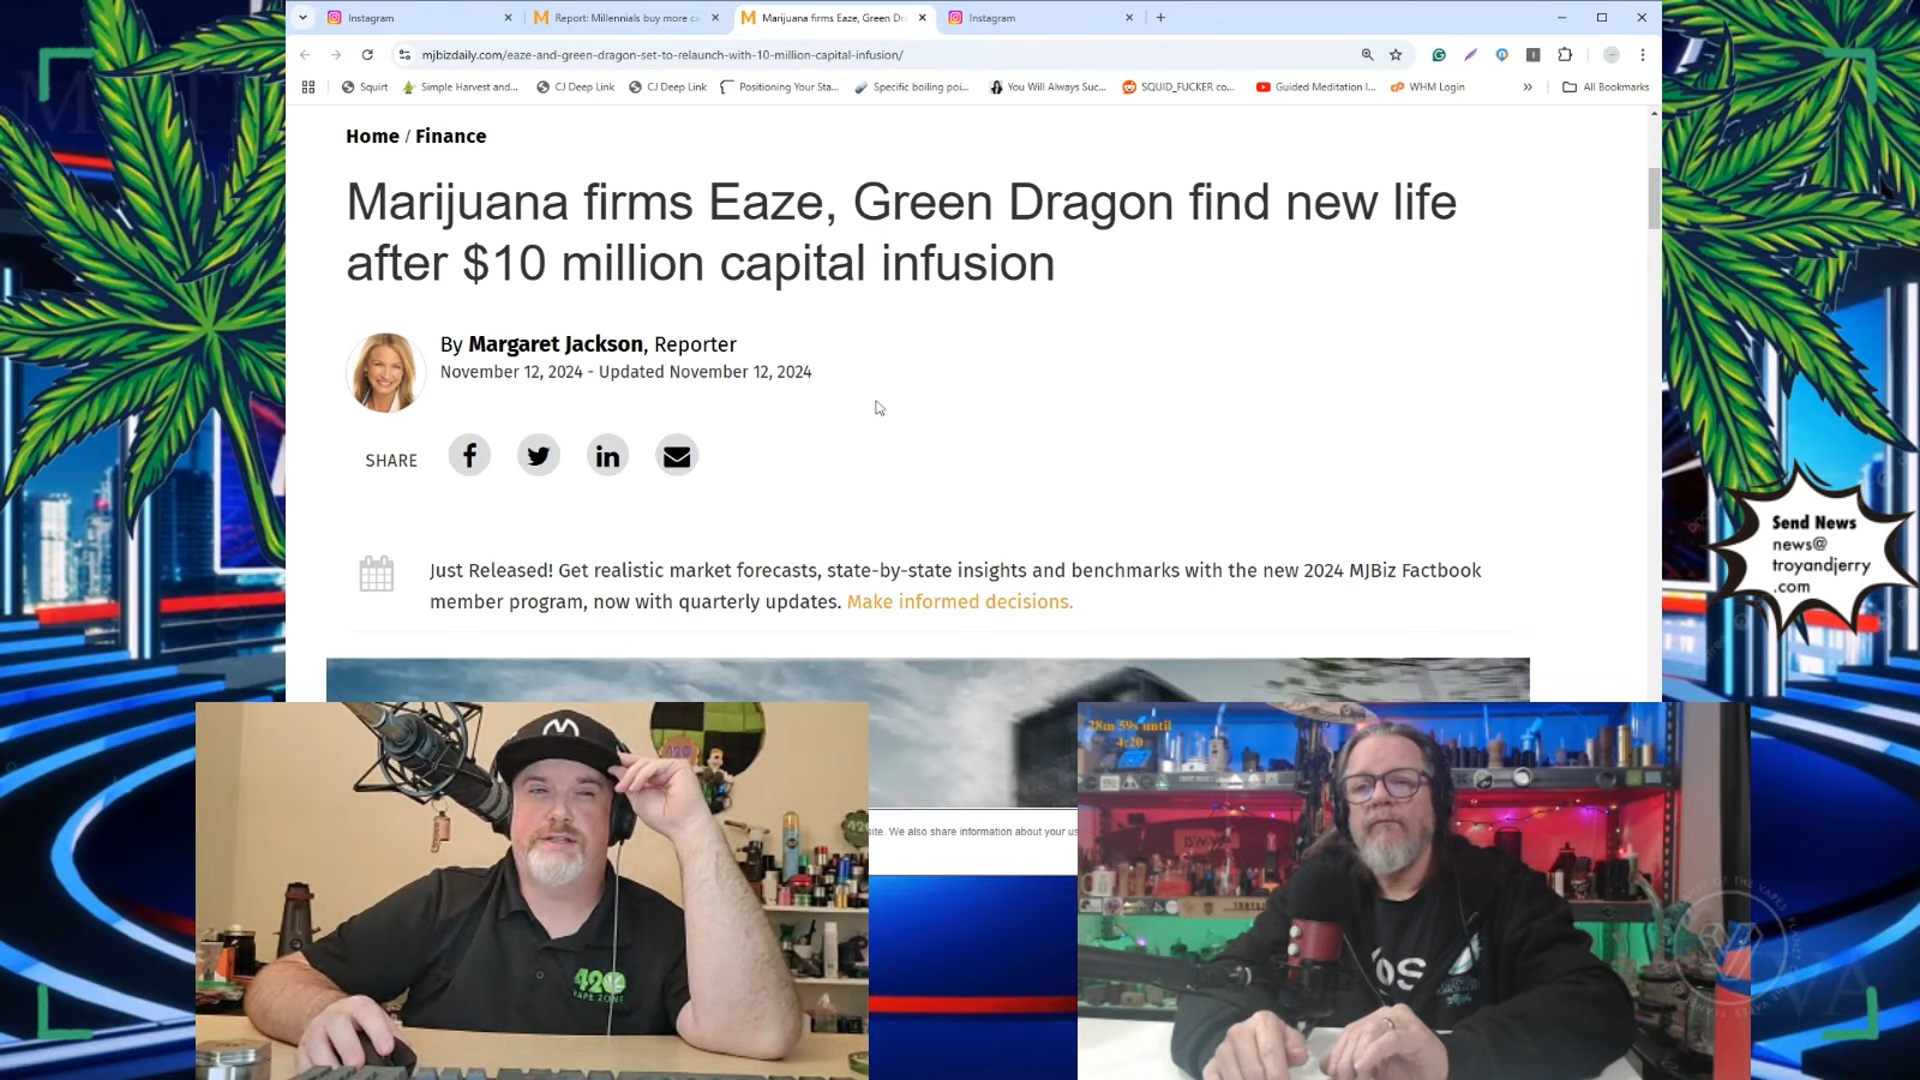 Instagram
Report: Millennials buy more ca
Marijuana firms Eaze, Green Dr
Instagram
mjbizdaily.com/eaze-and-green-dragon-set-to-relaunch-with-10-million-capital-infusion/
Squirt
Simple Harvest and...
CJ Deep Link
CJ Deep Link
Positioning Your Sta...
Specific boiling poi...
You Will Always Suc...
SQUID_FUCKER co...
Guided Meditation I...
WHM Login
»
All Bookmarks
Home / Finance
Marijuana firms Eaze, Green Dragon find new life
after $10 million capital infusion
By Margaret Jackson, Reporter
November 12, 2024 - Updated November 12, 2024
SHARE
Just Released! Get realistic market forecasts, state-by-state insights and benchmarks with the new 2024 MJBiz Factbook
member program, now with quarterly updates. Make informed decisions.
Send News
news@
troyandjerry
.com
28m 59s until
4:20
site. We also share information about your us
420
VAPE ZONE